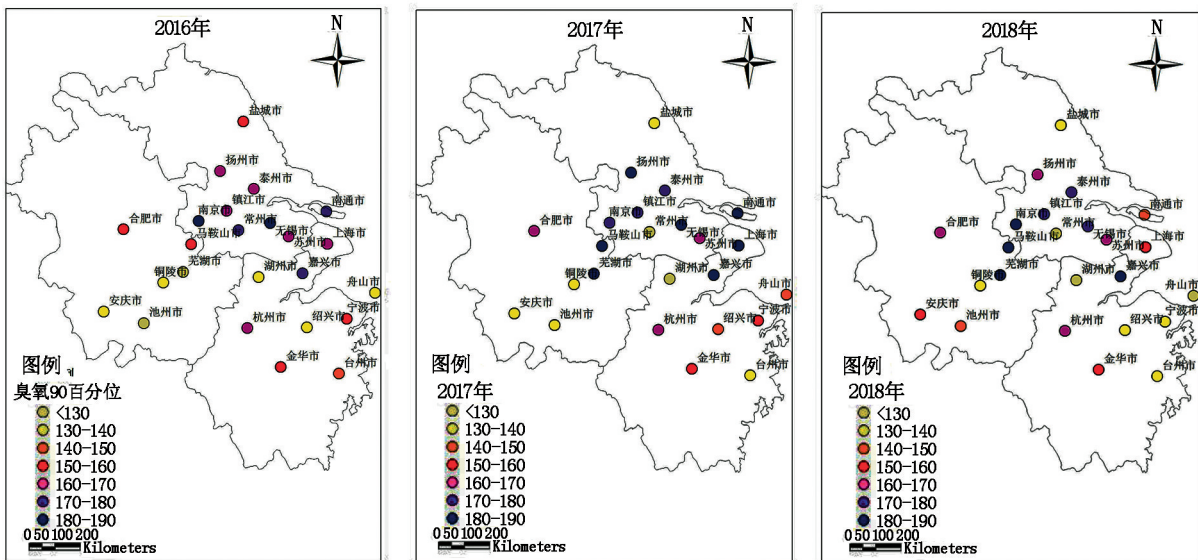 2016年
N
盐城市
扬州市
泰州市
镇江市
南通市
南京市
常州市
合肥市
无锡市
马鞍山市
苏州市
上海市
芜湖市
铜陵市
湖州市
嘉兴市
舟山市
安庆市
池州市
宁波市
杭州市
绍兴市
金华市
台州市
图例
臭氧90百分位
<130
130-140
140-150
150-160
160-170
170-180
180-190
0 50 100 200
Kilometers
2017年
N
盐城市
扬州市
泰州市
镇江市
南通市
南京市
常州市
合肥市
无锡市
马鞍山市
苏州市
上海市
芜湖市
铜陵市
湖州市
嘉兴市
舟山市
安庆市
池州市
宁波市
杭州市
绍兴市
金华市
台州市
图例
2017年
<130
130-140
140-150
150-160
160-170
170-180
180-190
0 50 100 200
Kilometers
2018年
N
盐城市
扬州市
泰州市
镇江市
南通市
南京市
常州市
合肥市
无锡市
马鞍山市
苏州市
上海市
芜湖市
铜陵市
湖州市
嘉兴市
舟山市
安庆市
池州市
宁波市
杭州市
绍兴市
金华市
台州市
图例
2018年
<130
130-140
140-150
150-160
160-170
170-180
180-190
0 50 100 200
Kilometers